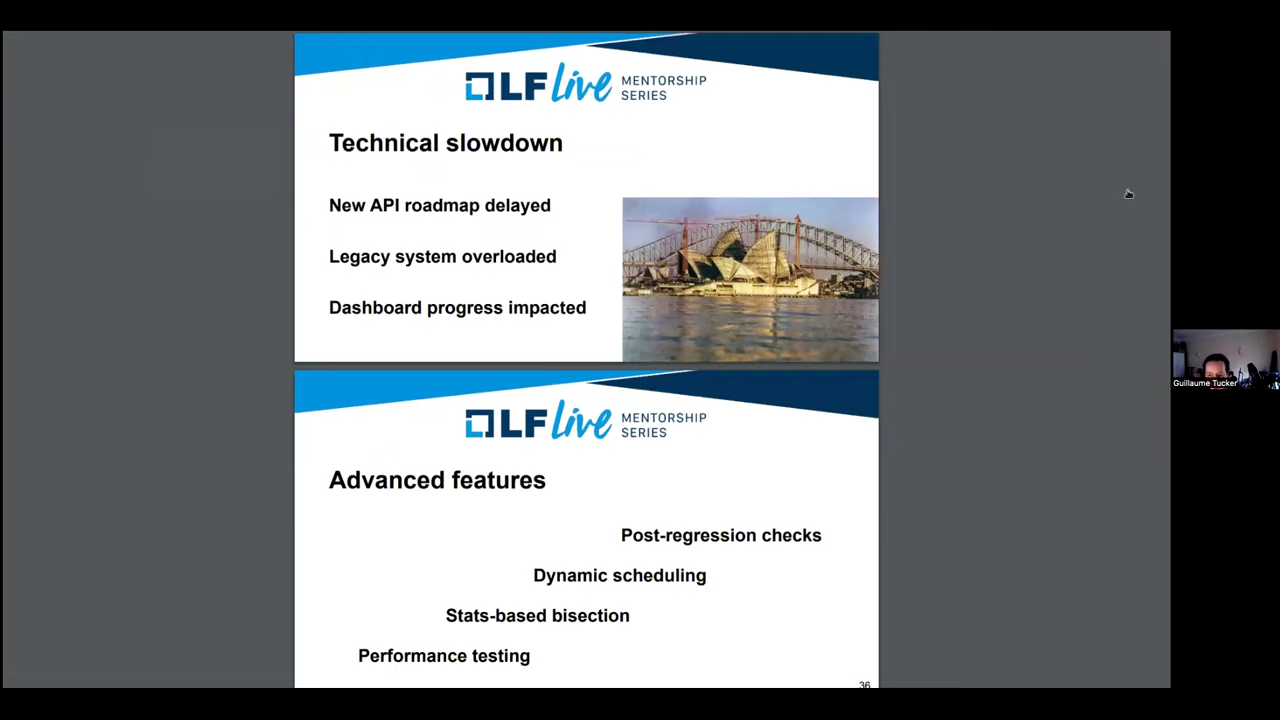 LF Live MENTORSHIP
SERIES
Technical slowdown
New API roadmap delayed
Legacy system overloaded
Dashboard progress impacted
Guillaume Tucker
LF Live MENTORSHIP
SERIES
Advanced features
Post-regression checks
Dynamic scheduling
Stats-based bisection
Performance testing
36